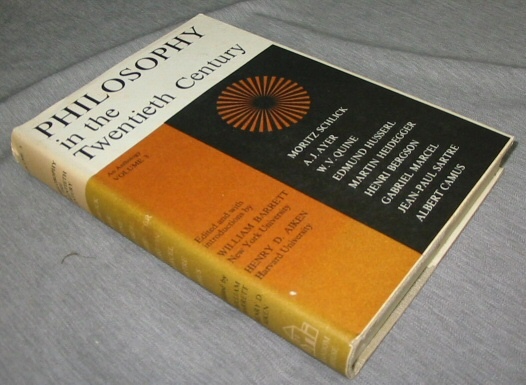 PHILOSOPHY
in the
Twentieth Century
An Anthology
VOLUME 3
MORITZ SCHLICK
A.J. AYER
W.V. QUINE
EDMUND HUSSERL
MARTIN HEIDEGGER
HENRI BERGSON
GABRIEL MARCEL
JEAN-PAUL SARTRE
ALBERT CAMUS
Edited and with
introductions by
WILLIAM BARRETT
New York University
HENRY D. AIKEN
Harvard University